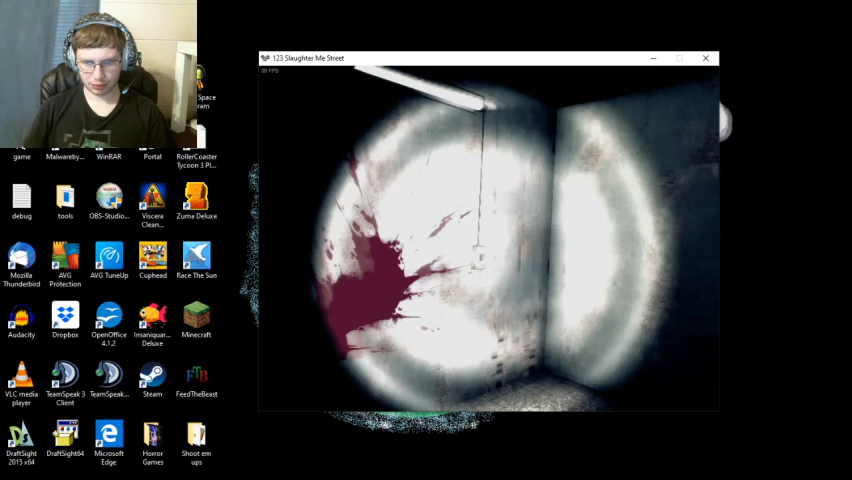 123 Slaughter Me Street
38 FPS
Space
ram
game
Malwareby...
WinRAR
Portal
RollerCoaster
Tycoon 3 Pl...
debug
tools
OBS-Studio...
Viscera
Clean...
Zuma Deluxe
Mozilla
Thunderbird
AVG
Protection
AVG TuneUp
Cuphead
Race The Sun
Audacity
Dropbox
OpenOffice
4.1.2
Insaniquar...
Deluxe
Minecraft
VLC media
player
TeamSpeak 3
Client
TeamSpeak...
Steam
FTB
FeedTheBeast
DraftSight
2015 x64
DraftSight64
Microsoft
Edge
Horror
Games
Shoot em
ups